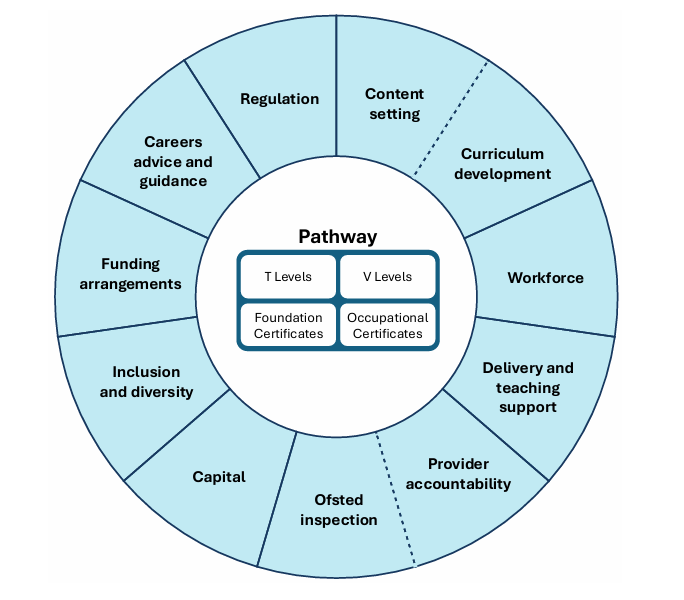 Regulation
Content
setting
Curriculum
development
Workforce
Delivery and
teaching
support
Provider
accountability
Ofsted
inspection
Capital
Inclusion
and diversity
Funding
arrangements
Careers
advice and
guidance
Pathway
T Levels
V Levels
Foundation
Certificates
Occupational
Certificates